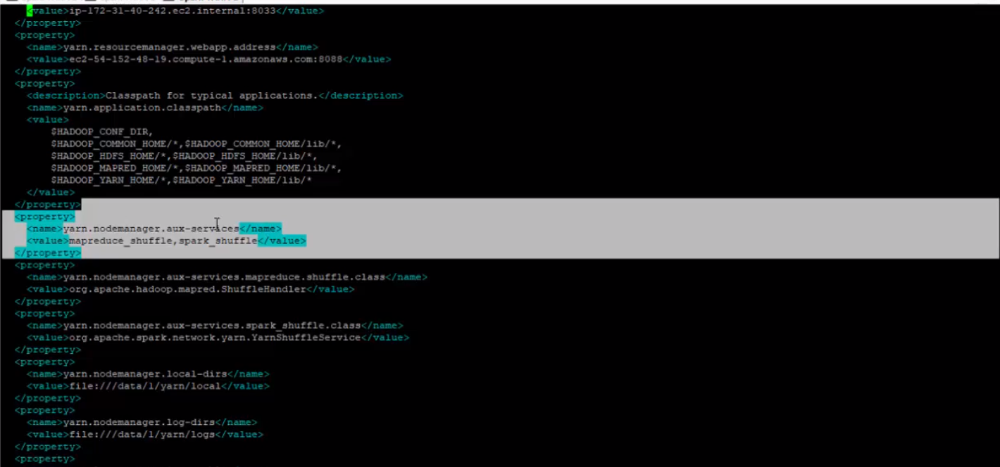 <value>ip-172-31-40-242.ec2.internal:8033</value>
</property>
<property>
<name>yarn.resourcemanager.webapp.address</name>
<value>ec2-54-152-48-19.compute-1.amazonaws.com:8088</value>
</property>
<property>
<description>Classpath for typical applications.</description>
<name>yarn.application.classpath</name>
<value>
$HADOOP_CONF_DIR,
$HADOOP_COMMON_HOME/*,$HADOOP_COMMON_HOME/lib/*,
$HADOOP_HDFS_HOME/*,$HADOOP_HDFS_HOME/lib/*,
$HADOOP_MAPRED_HOME/*,$HADOOP_MAPRED_HOME/lib/*,
$HADOOP_YARN_HOME/*,$HADOOP_YARN_HOME/lib/*
</value>
</property>
<property>
<name>yarn.nodemanager.aux-services</name>
<value>mapreduce_shuffle,spark_shuffle</value>
</property>
<property>
<name>yarn.nodemanager.aux-services.mapreduce.shuffle.class</name>
<value>org.apache.hadoop.mapred.ShuffleHandler</value>
</property>
<property>
<name>yarn.nodemanager.aux-services.spark_shuffle.class</name>
<value>org.apache.spark.network.yarn.YarnShuffleService</value>
</property>
<property>
<name>yarn.nodemanager.local-dirs</name>
<value>file:///data/1/yarn/local</value>
</property>
<property>
<name>yarn.nodemanager.log-dirs</name>
<value>file:///data/1/yarn/logs</value>
</property>
<property>